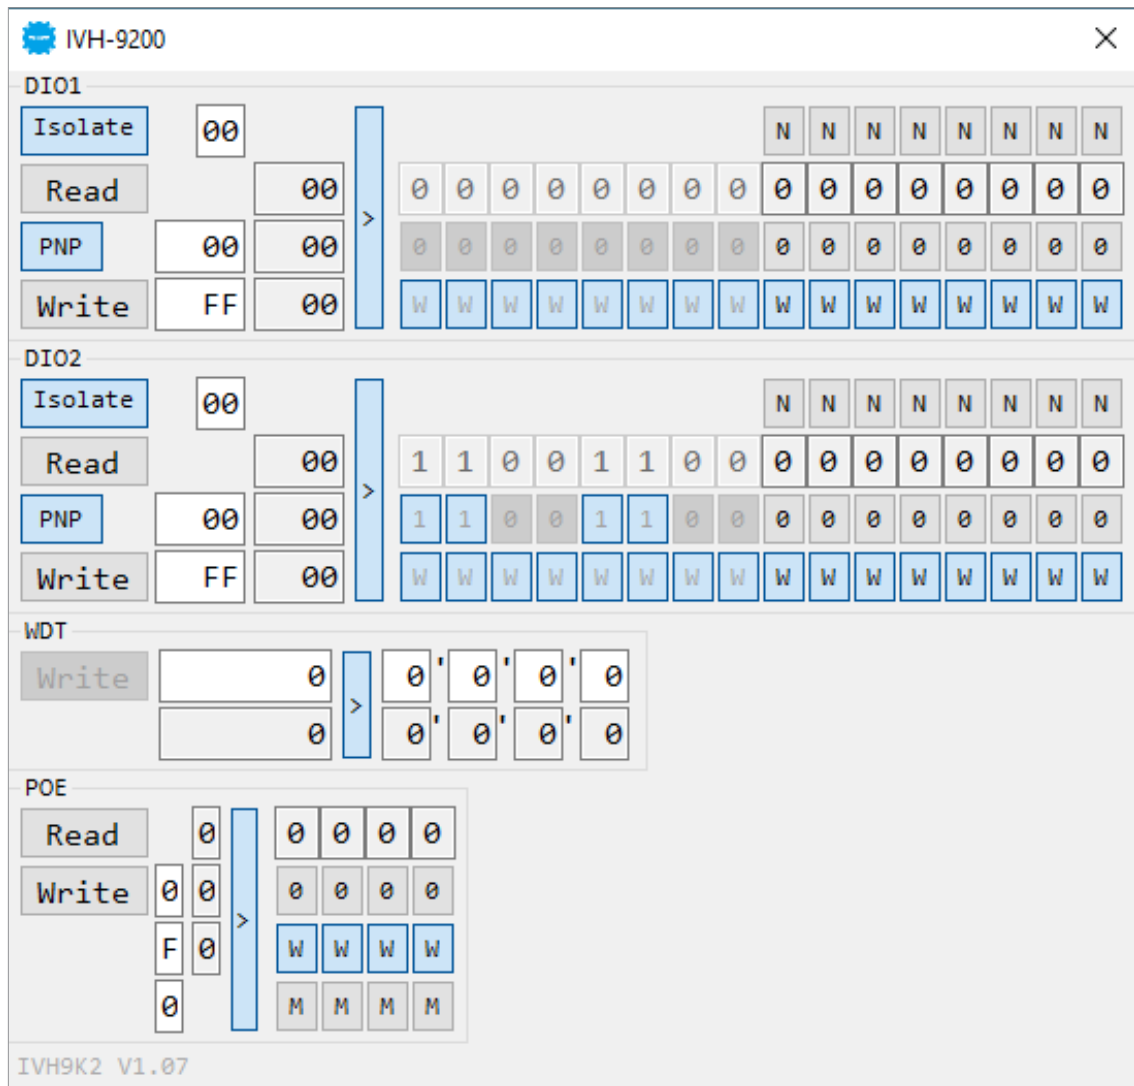 IVH-9200
DIO1
Isolate 00 N N N N N N N N
Read 00 > 0 0 0 0 0 0 0 0 0 0 0 0 0 0 0 0
PNP 00 00 0 0 0 0 0 0 0 0 0 0 0 0 0 0 0 0
Write FF 00 W W W W W W W W W W W W W W W W
DIO2
Isolate 00 N N N N N N N N
Read 00 > 1 1 0 0 1 1 0 0 0 0 0 0 0 0 0 0
PNP 00 00 1 1 0 0 1 1 0 0 0 0 0 0 0 0 0 0
Write FF 00 W W W W W W W W W W W W W W W W
WDT
Write 0 > 0 ' 0 ' 0 ' 0
0 0 ' 0 ' 0 ' 0
POE
Read 0 0 0 0 0
Write 0 0 > 0 0 0 0
F 0 W W W W
0 M M M M
IVH9K2 V1.07